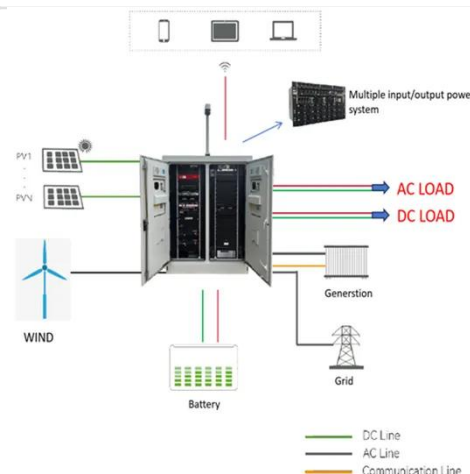 Multiple input/output power
system
PV1
PVN
AC LOAD
DC LOAD
WIND
Generstion
Grid
Battery
DC Line
AC Line
Communication Line